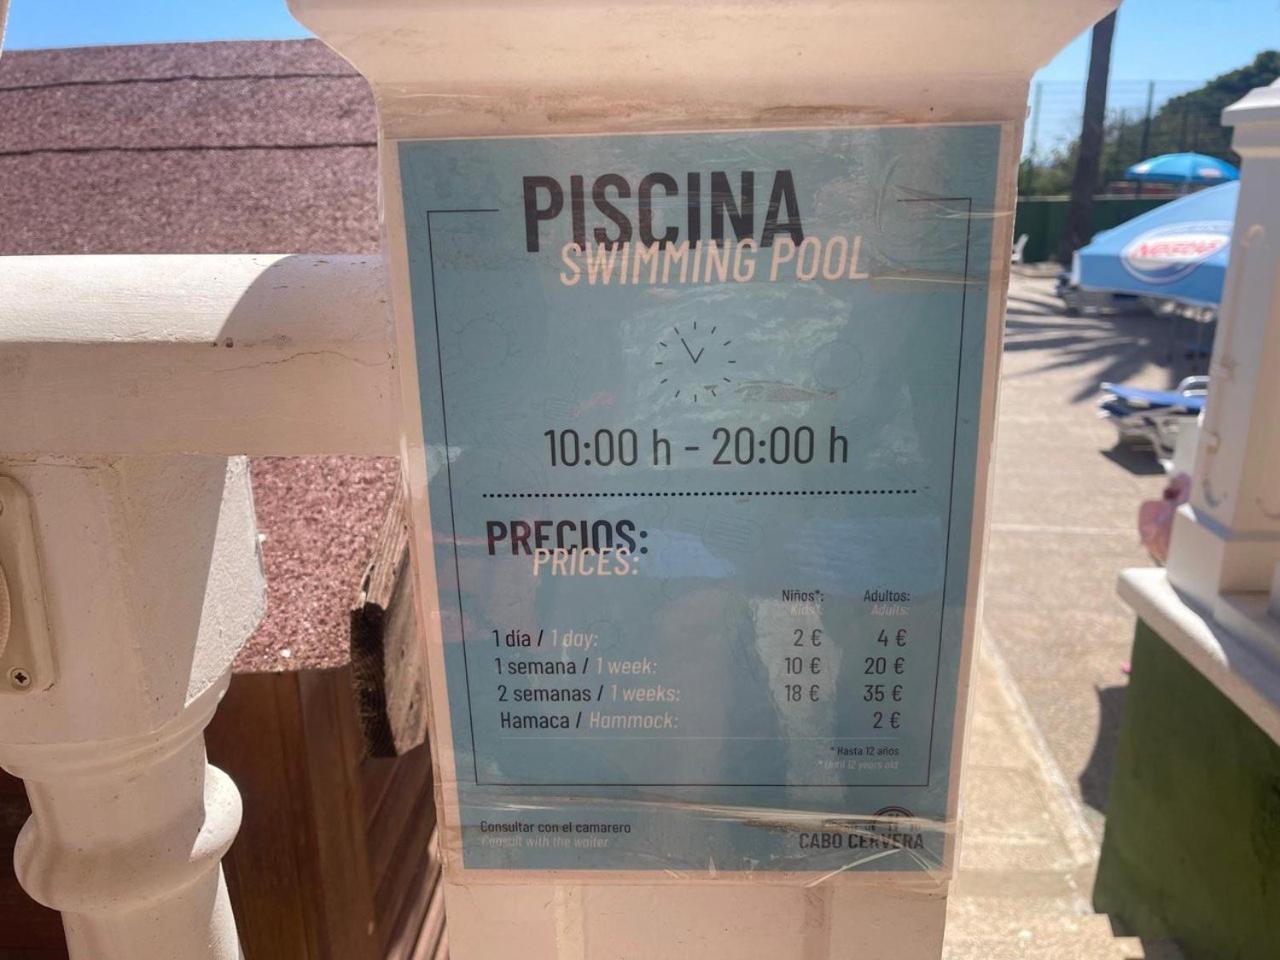 PISCINA
SWIMMING POOL
10:00 h - 20:00 h
PRECIOS:
PRICES:
Niños*: Adultos:
Kids*: Adults:
1 día / 1 day: 2 € 4 €
1 semana / 1 week: 10 € 20 €
2 semanas / 1 weeks: 18 € 35 €
Hamaca / Hammock: 2 €
* Hasta 12 años
* Until 12 years old
Consultar con el camarero
Consult with the waiter
CABO CERVERA
Nestlé